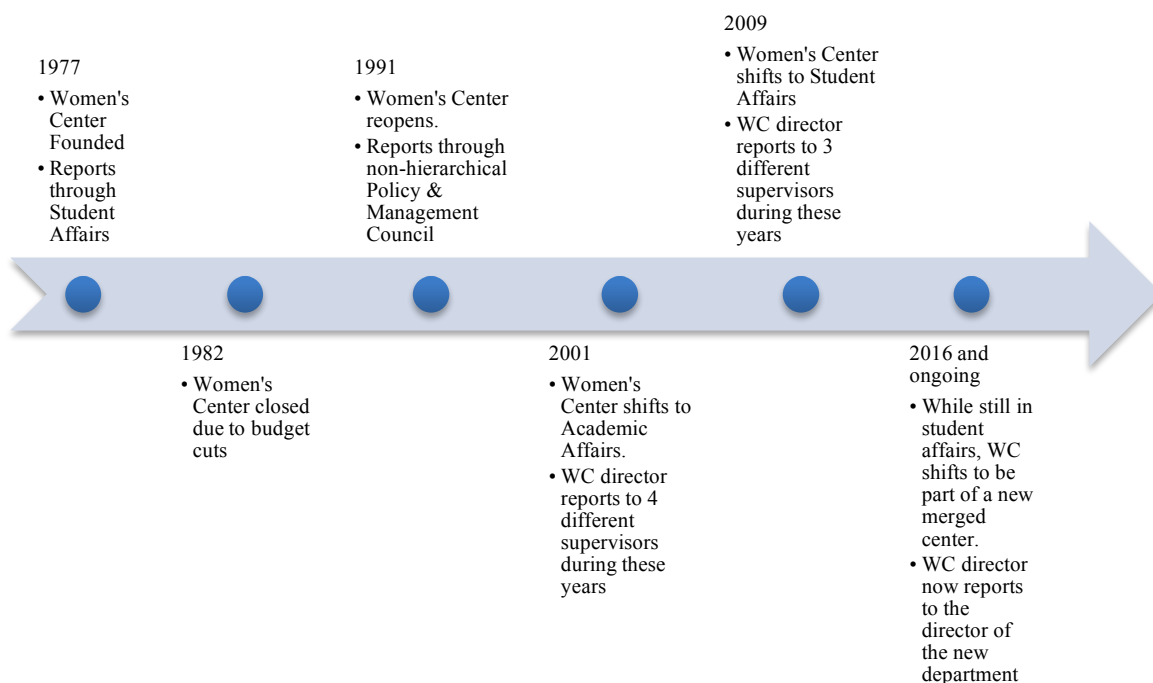 1977
• Women's
Center
Founded
• Reports
through
Student
Affairs
1982
• Women's
Center closed
due to budget
cuts
1991
• Women's Center
reopens.
• Reports through
non-hierarchical
Policy &
Management
Council
2001
• Women's
Center shifts to
Academic
Affairs.
• WC director
reports to 4
different
supervisors
during these
years
2009
• Women's Center
shifts to Student
Affairs
• WC director
reports to 3
different
supervisors
during these
years
2016 and
ongoing
• While still in
student
affairs, WC
shifts to be
part of a new
merged
center.
• WC director
now reports
to the
director of
the new
department